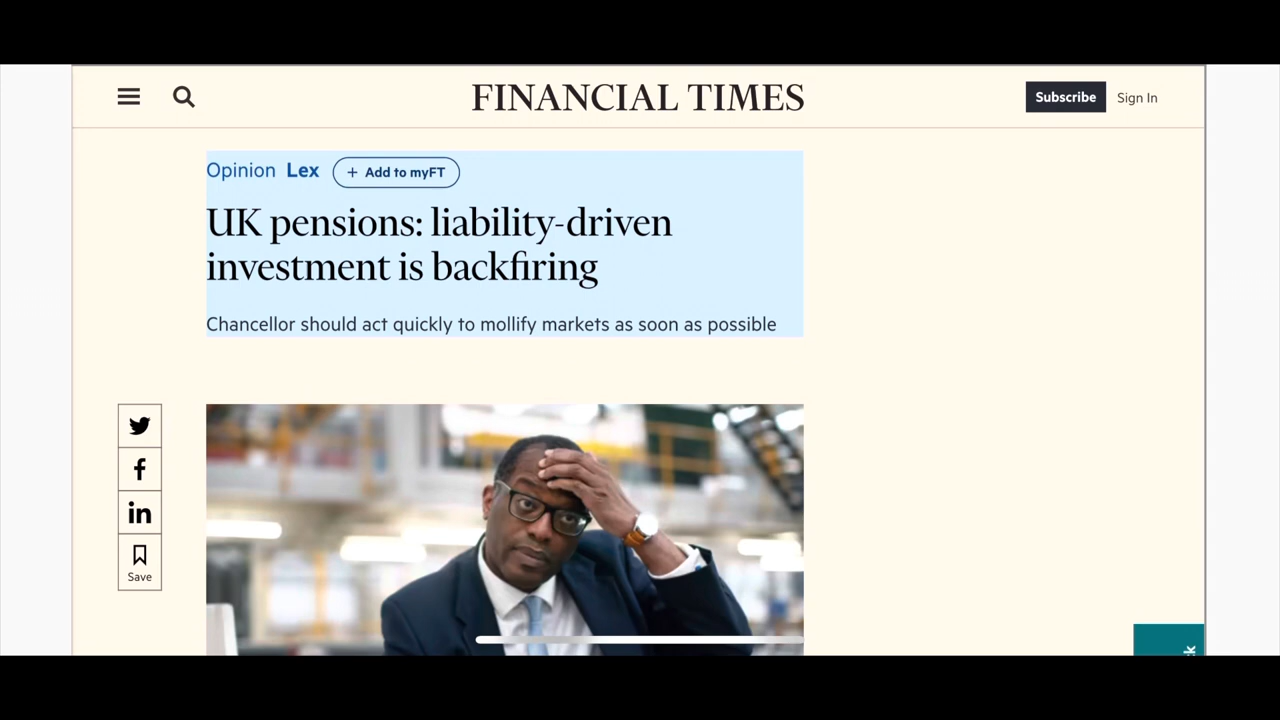 FINANCIAL TIMES
Subscribe
Sign In
Opinion Lex + Add to myFT
UK pensions: liability-driven
investment is backfiring
Chancellor should act quickly to mollify markets as soon as possible
Save